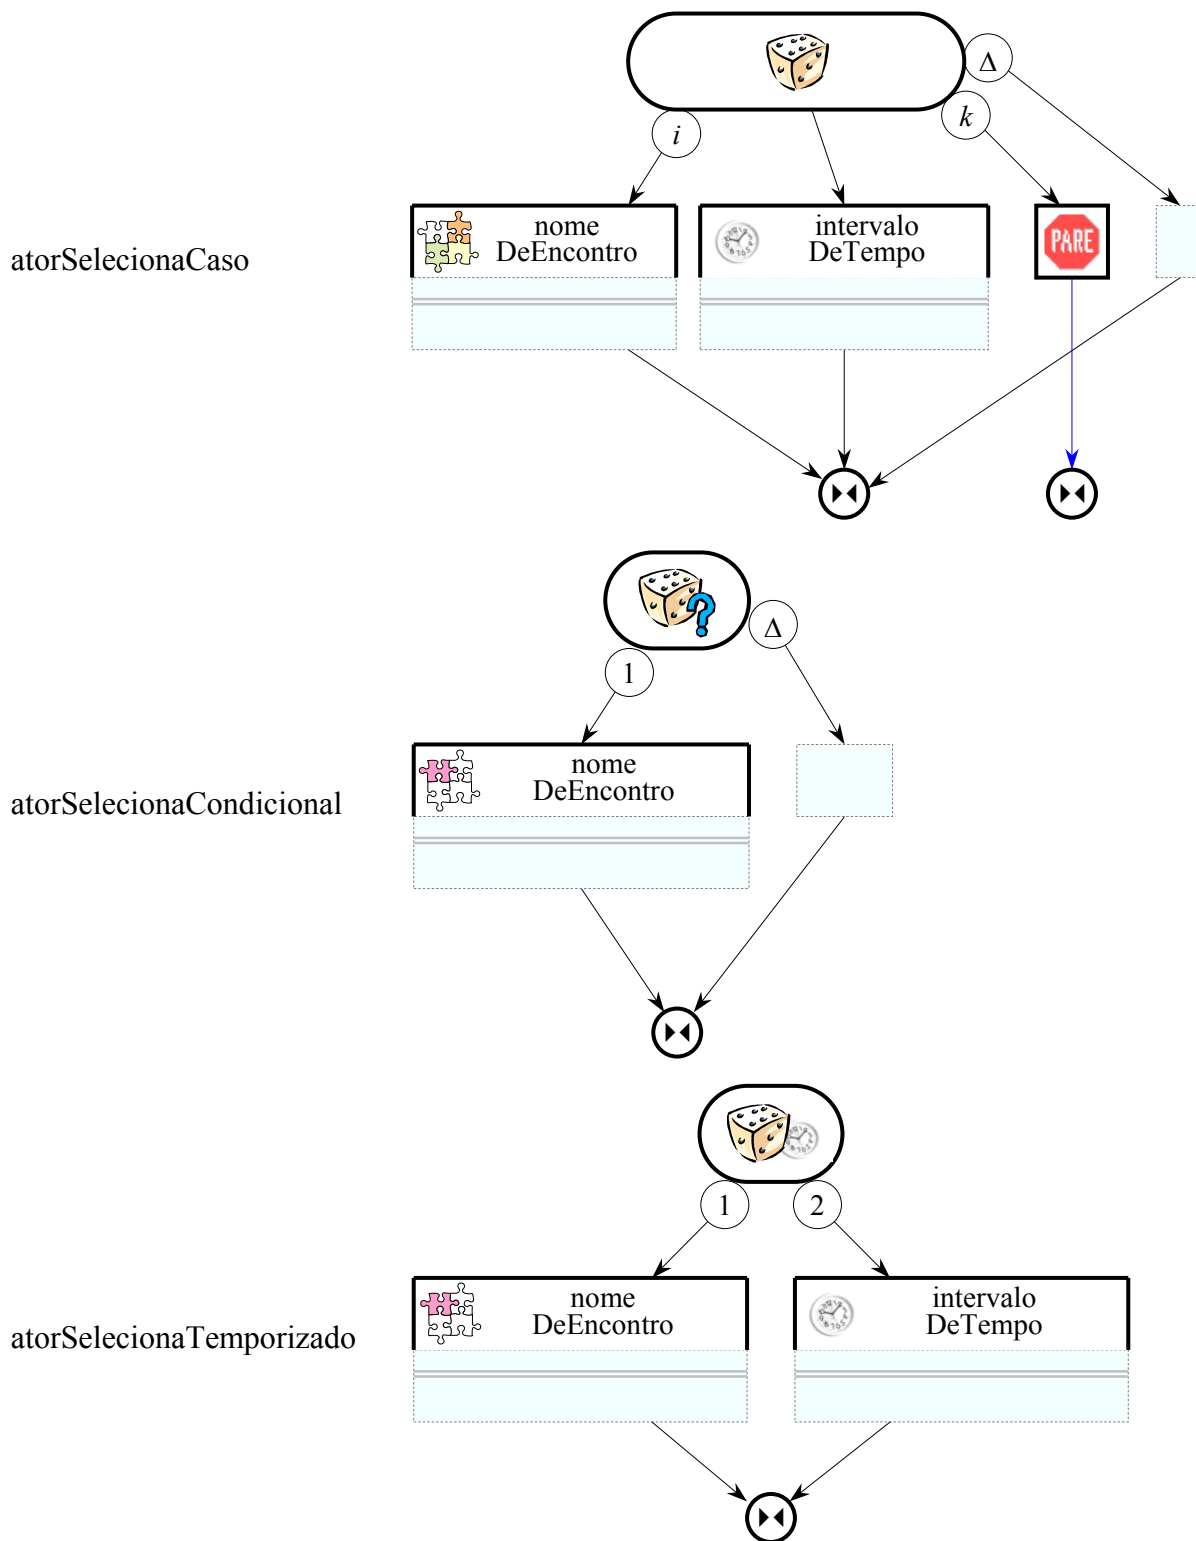 Δ
k
i
nome
DeEncontro
intervalo
DeTempo
PARE
atorSelecionaCaso
Δ
1
nome
DeEncontro
atorSelecionaCondicional
1
2
nome
DeEncontro
intervalo
DeTempo
atorSelecionaTemporizado